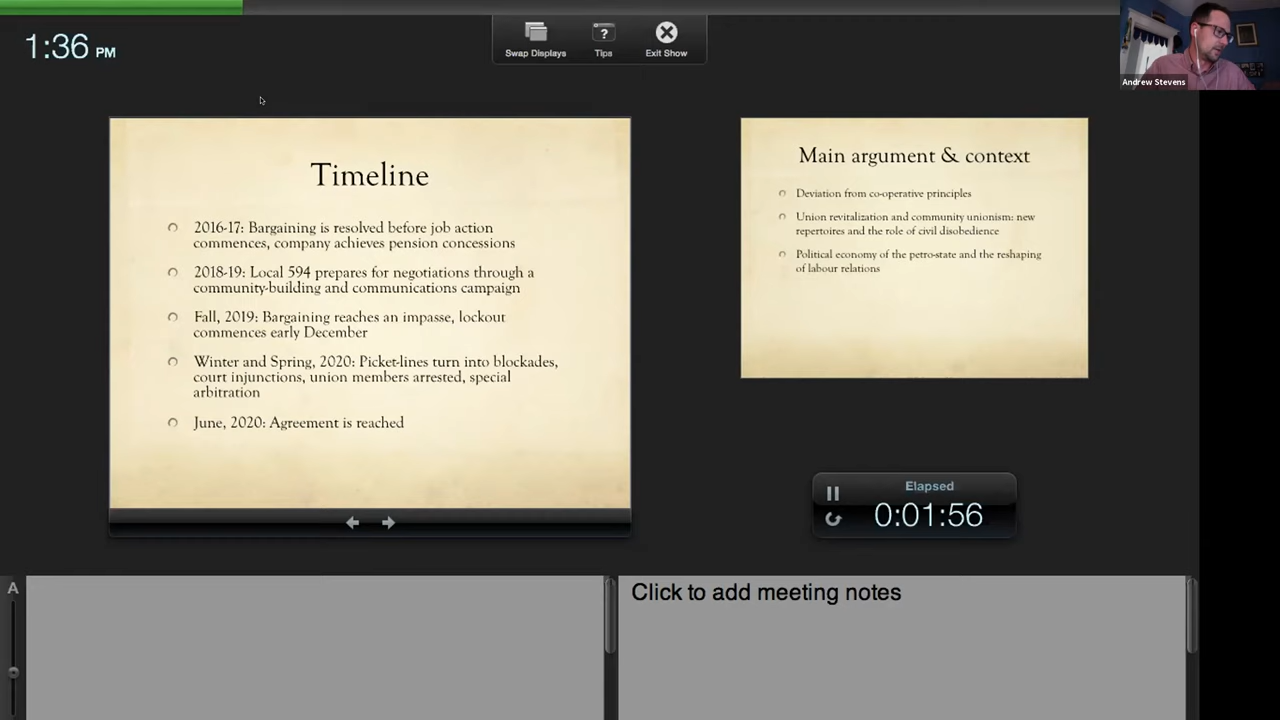 1:36 PM
Swap Displays
Tips
Exit Show
Andrew Stevens
Timeline
2016-17: Bargaining is resolved before job action
commences, company achieves pension concessions
2018-19: Local 594 prepares for negotiations through a
community-building and communications campaign
Fall, 2019: Bargaining reaches an impasse, lockout
commences early December
Winter and Spring, 2020: Picket-lines turn into blockades,
court injunctions, union members arrested, special
arbitration
June, 2020: Agreement is reached
Main argument & context
Deviation from co-operative principles
Union revitalization and community unionism: new
repertoires and the role of civil disobedience
Political economy of the petro-state and the reshaping
of labour relations
Elapsed
0:01:56
A
Click to add meeting notes